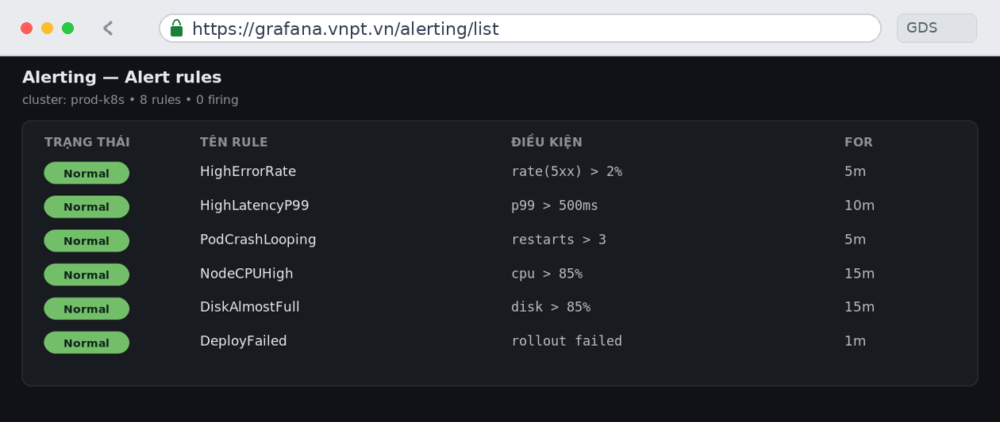 https://grafana.vnpt.vn/alerting/list
GDS
Alerting — Alert rules
cluster: prod-k8s • 8 rules • 0 firing
TRẠNG THÁI TÊN RULE ĐIỀU KIỆN FOR
Normal HighErrorRate rate(5xx) > 2% 5m
Normal HighLatencyP99 p99 > 500ms 10m
Normal PodCrashLooping restarts > 3 5m
Normal NodeCPUHigh cpu > 85% 15m
Normal DiskAlmostFull disk > 85% 15m
Normal DeployFailed rollout failed 1m